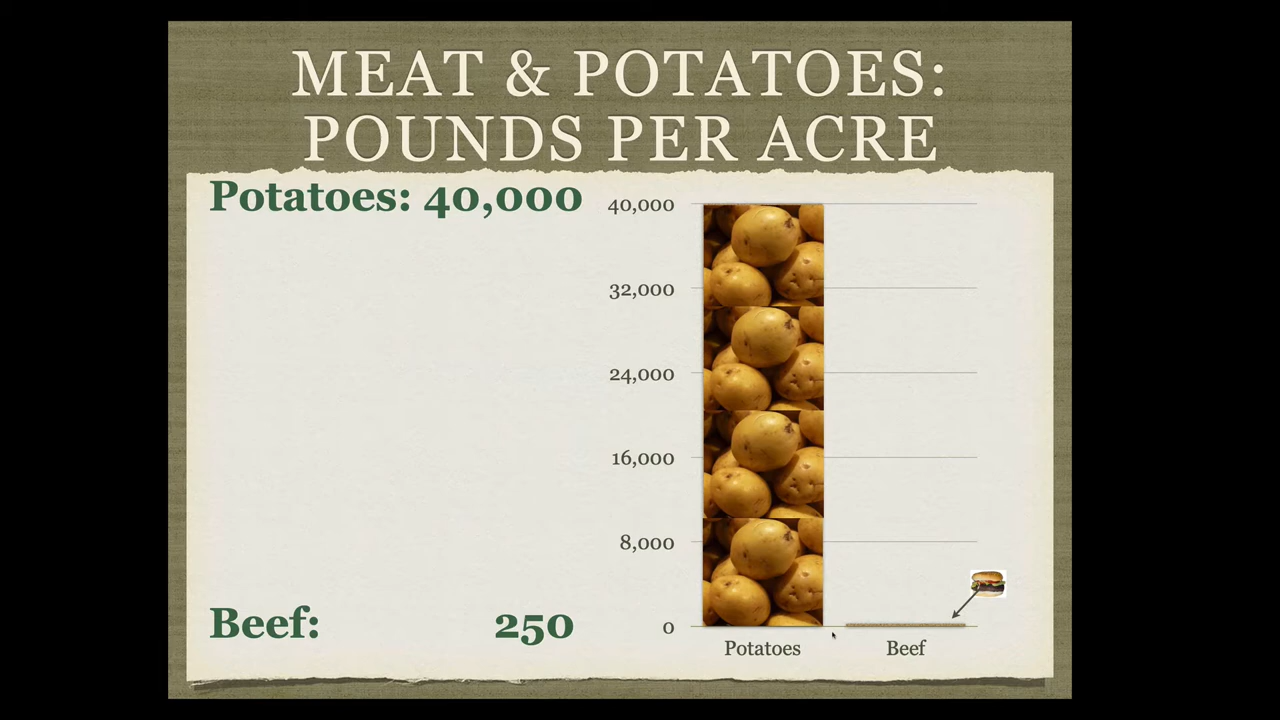 MEAT & POTATOES:
POUNDS PER ACRE
Potatoes: 40,000
Beef: 250
40,000
32,000
24,000
16,000
8,000
0
Potatoes Beef